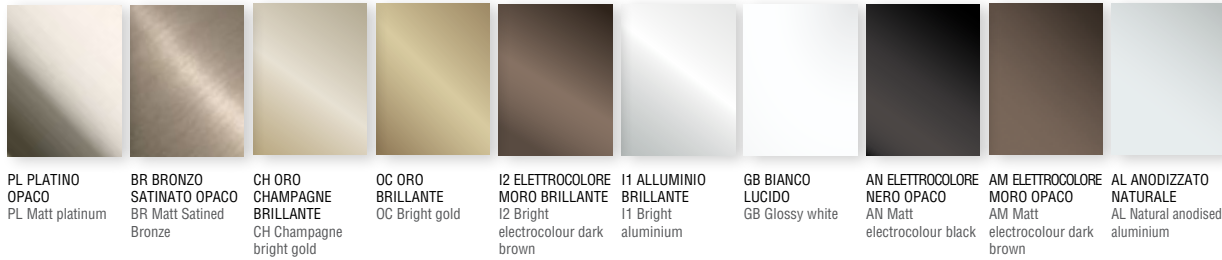 PL PLATINO
OPACO
PL Matt platinum
BR BRONZO
SATINATO OPACO
BR Matt Satined
Bronze
CH ORO
CHAMPAGNE
BRILLANTE
CH Champagne
bright gold
OC ORO
BRILLANTE
OC Bright gold
I2 ELETTROCOLORE
MORO BRILLANTE
I2 Bright
electrocolour dark
brown
I1 ALLUMINIO
BRILLANTE
I1 Bright
aluminium
GB BIANCO
LUCIDO
GB Glossy white
AN ELETTROCOLORE
NERO OPACO
AN Matt
electrocolour black
AM ELETTROCOLORE
MORO OPACO
AM Matt
electrocolour dark
brown
AL ANODIZZATO
NATURALE
AL Natural anodised
aluminium